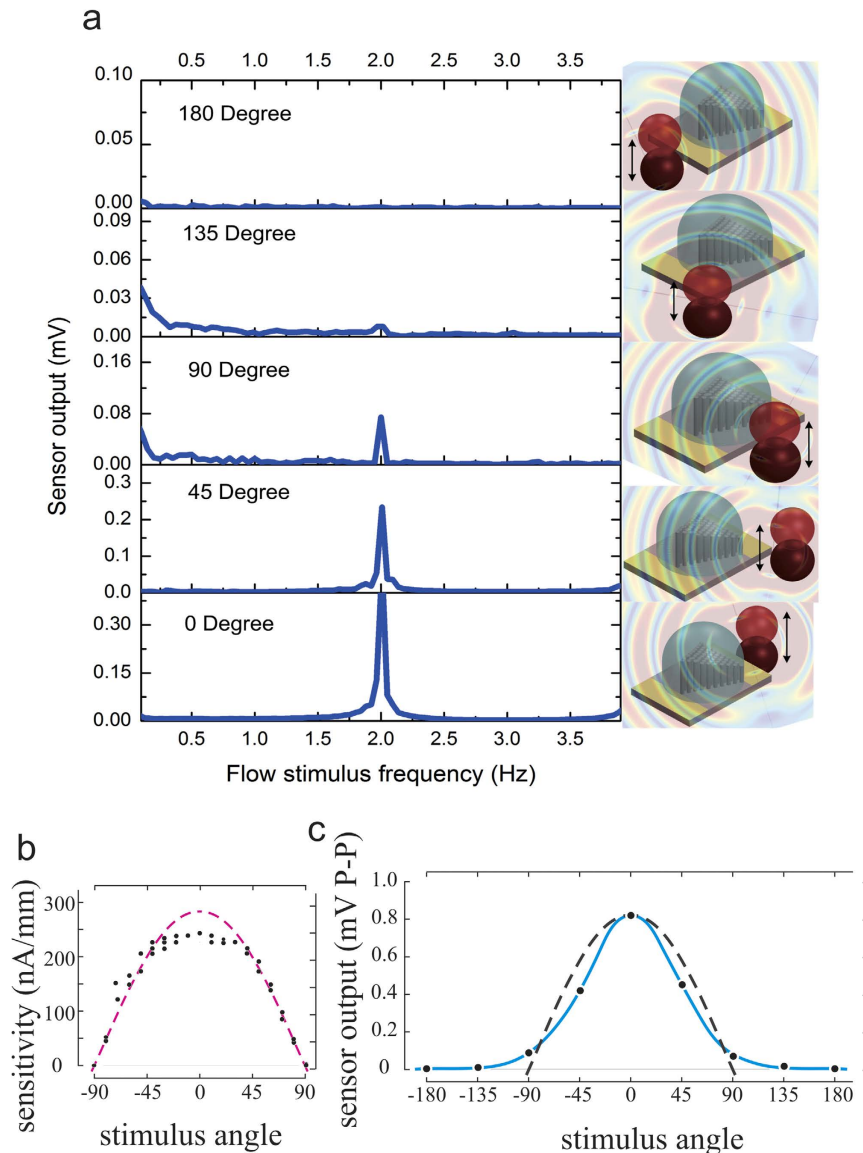 a
0.5 1.0 1.5 2.0 2.5 3.0 3.5
0.10
180 Degree
0.05
0.00
0.09
135 Degree
0.06
0.03
0.00
0.16
90 Degree
0.08
0.00
0.3
45 Degree
0.2
0.1
0.0
0.30
0 Degree
0.15
0.00
Sensor output (mV)
0.5 1.0 1.5 2.0 2.5 3.0 3.5
Flow stimulus frequency (Hz)
b
300
200
100
0
sensitivity (nA/mm)
-90 -45 0 45 90
stimulus angle
c
1.0
0.8
0.6
0.4
0.2
0
sensor output (mV P-P)
-180 -135 -90 -45 0 45 90 135 180
stimulus angle